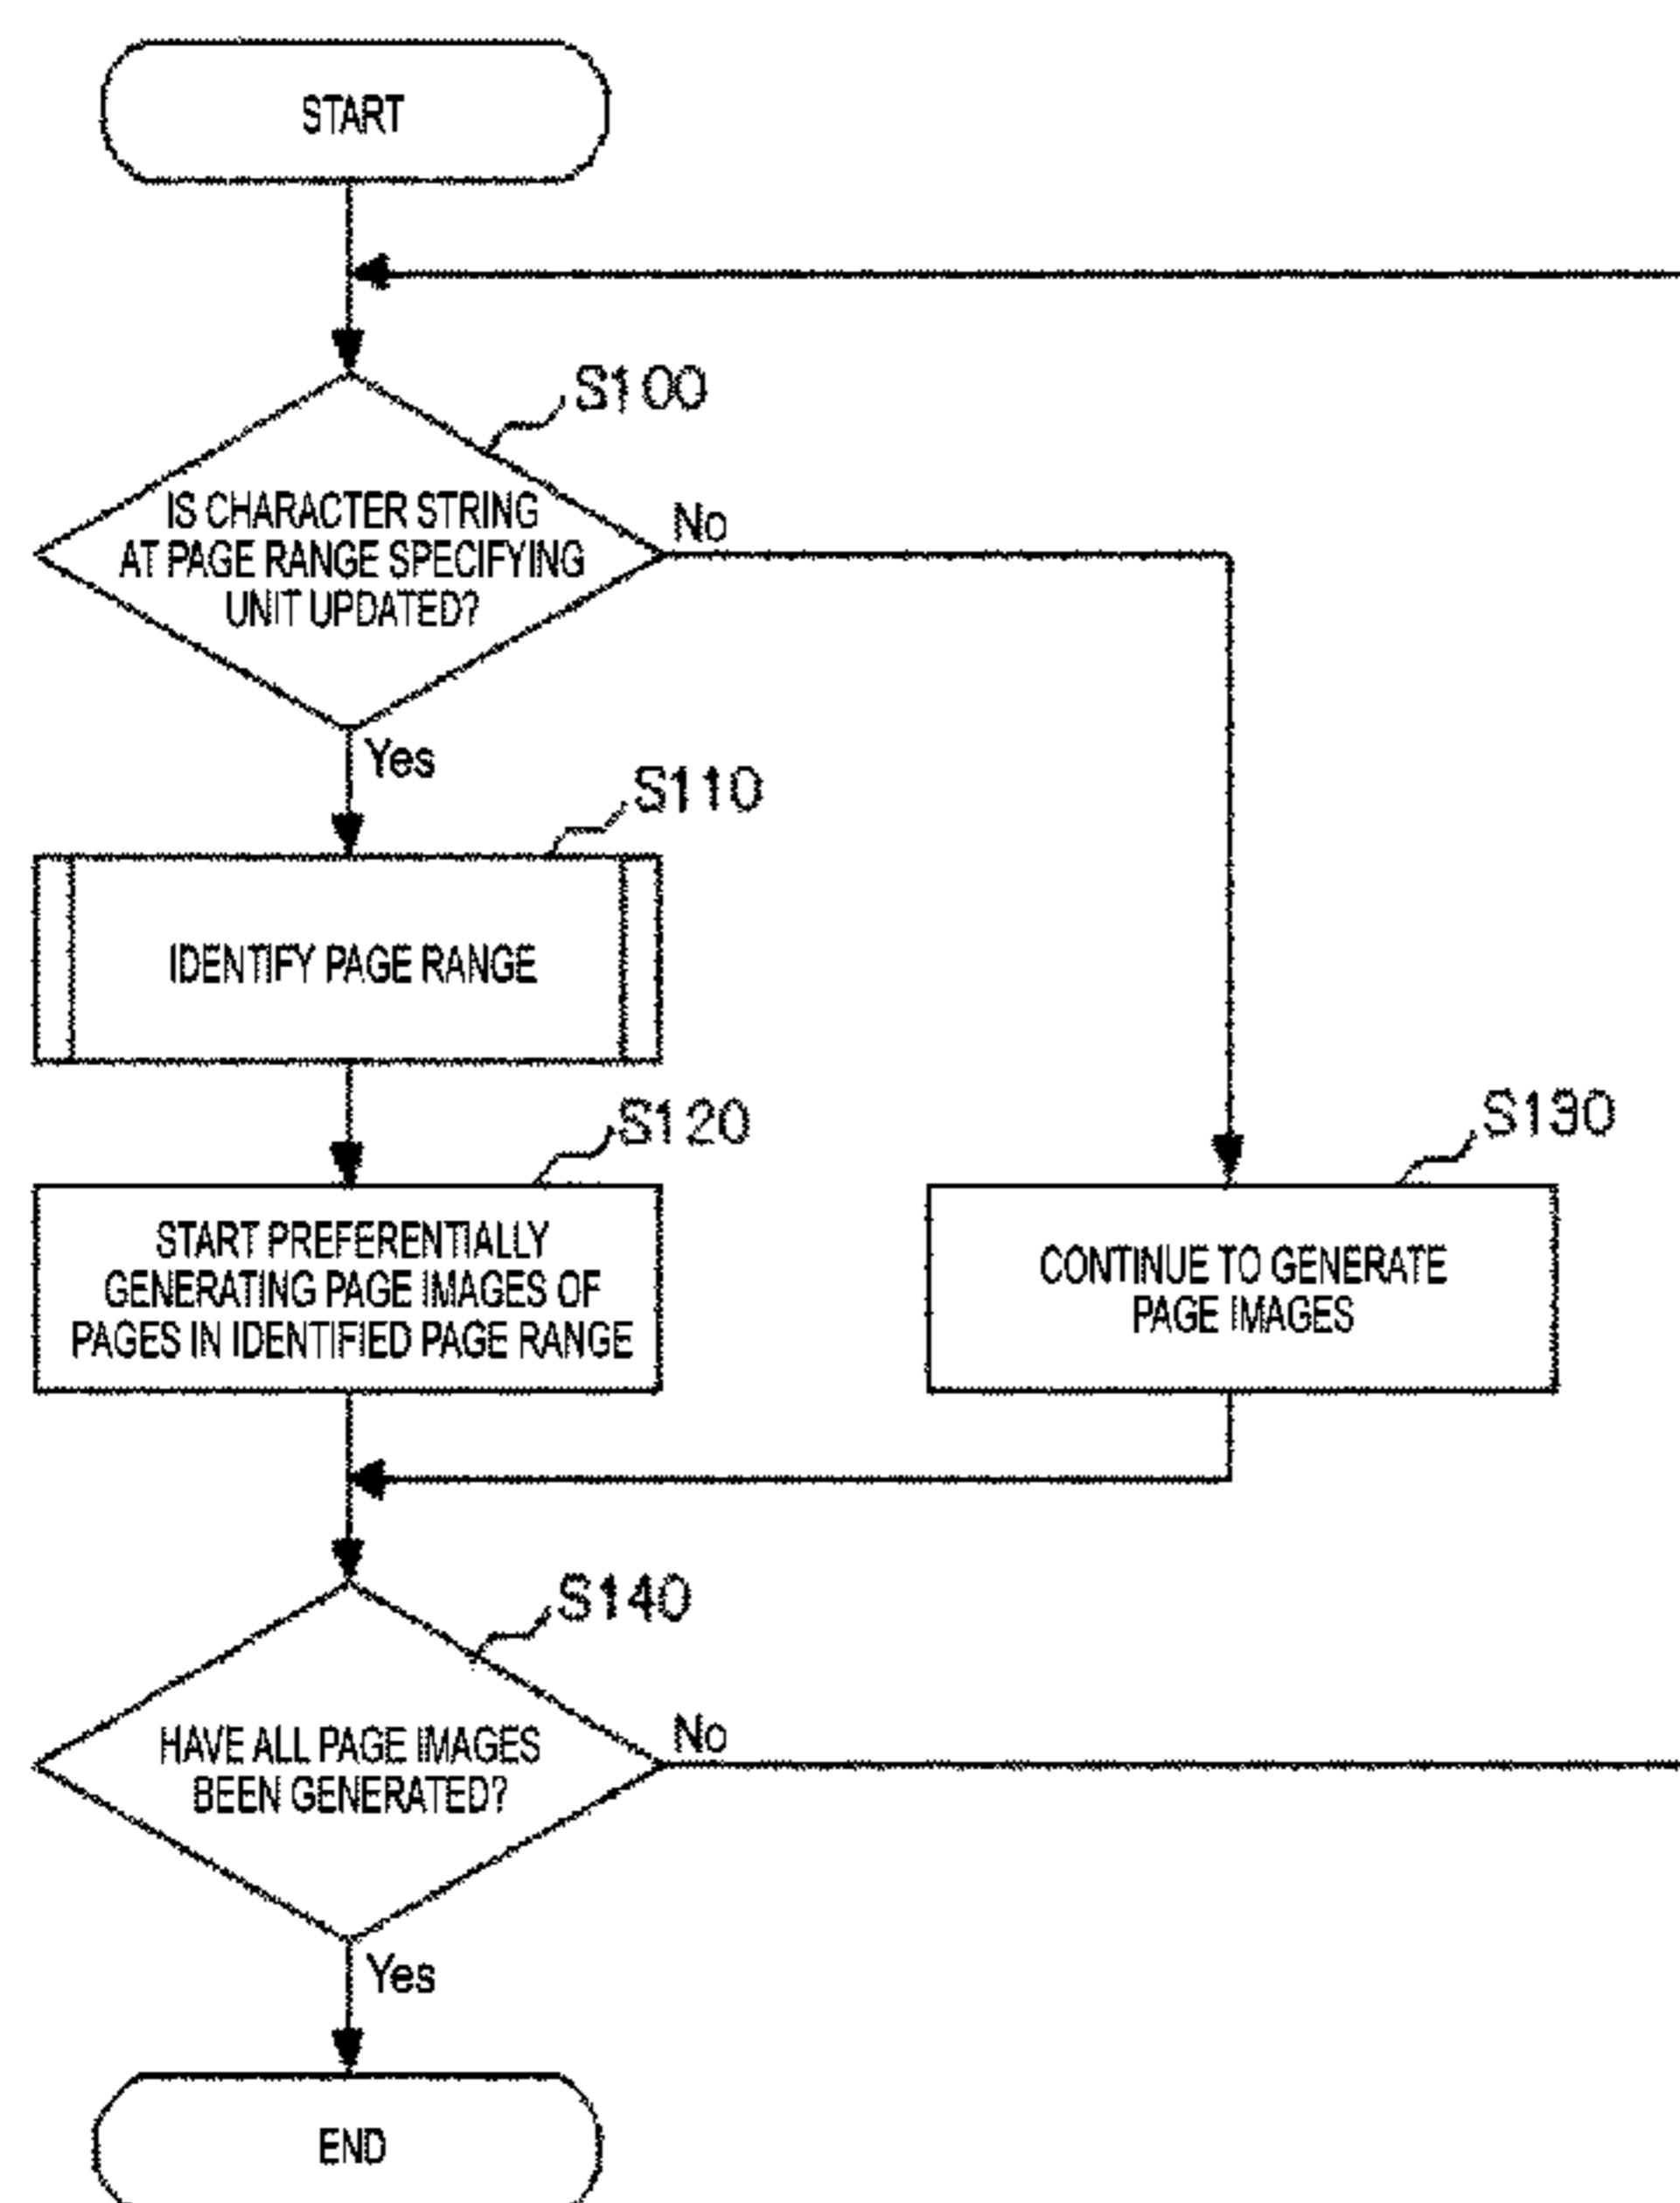 START
S100
IS CHARACTER STRING
AT PAGE RANGE SPECIFYING
UNIT UPDATED?
No
Yes
S110
IDENTIFY PAGE RANGE
S120
START PREFERENTIALLY
GENERATING PAGE IMAGES OF
PAGES IN IDENTIFIED PAGE RANGE
S130
CONTINUE TO GENERATE
PAGE IMAGES
S140
HAVE ALL PAGE IMAGES
BEEN GENERATED?
No
Yes
END